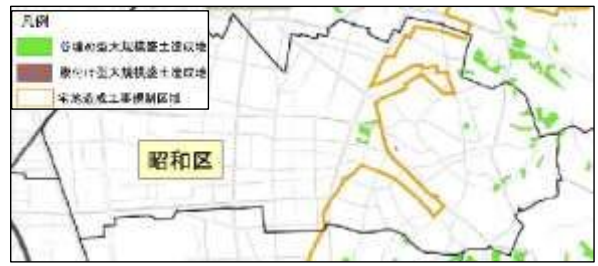 凡例
谷埋め型大規模盛土造成地
腹付け型大規模盛土造成地
宅地造成工事規制区域
昭和区